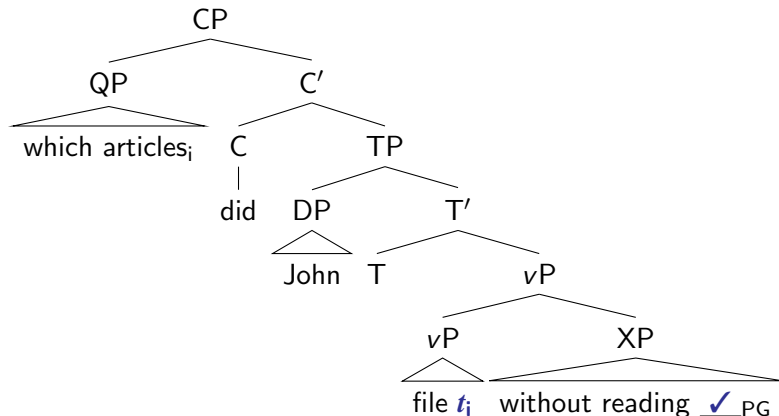 CP
QP C′
which articlesi C TP
did DP T′
John T vP
vP XP
file ti without reading ✓PG